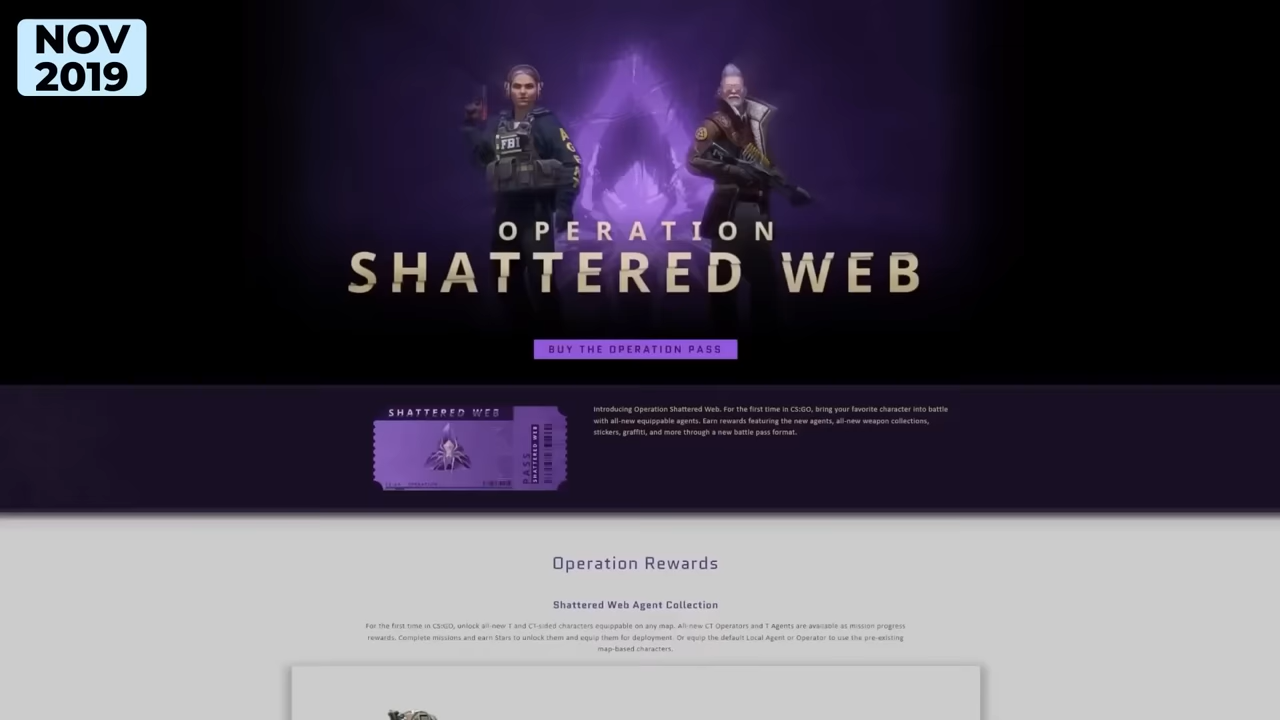 NOV
2019
FBI
AGENT
OPERATION
SHATTERED WEB
BUY THE OPERATION PASS
SHATTERED WEB
PASS
SHATTERED WEB
Introducing Operation Shattered Web. For the first time in CS:GO, bring your favorite character into battle
with all-new equippable agents. Earn rewards featuring the new agents, all-new weapon collections,
stickers, graffiti, and more through a new battle pass format.
Operation Rewards
Shattered Web Agent Collection
For the first time in CS:GO, unlock all-new T and CT-sided characters equippable on any map. All-new CT Operators and T Agents are available as mission progress
rewards. Complete missions and earn Stars to unlock them and equip them for deployment. Or equip the default Local Agent or Operator to use the pre-existing
map-based characters.